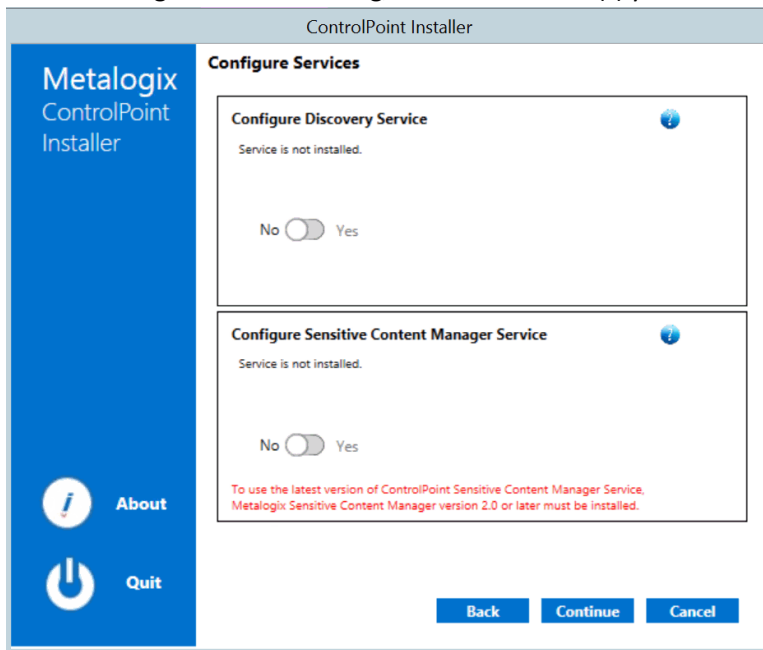 ControlPoint Installer
Metalogix
ControlPoint
Installer
Configure Services
Configure Discovery Service
?
Service is not installed.
No Yes
Configure Sensitive Content Manager Service
?
Service is not installed.
No Yes
To use the latest version of ControlPoint Sensitive Content Manager Service,
Metalogix Sensitive Content Manager version 2.0 or later must be installed.
i About
Quit
Back Continue Cancel